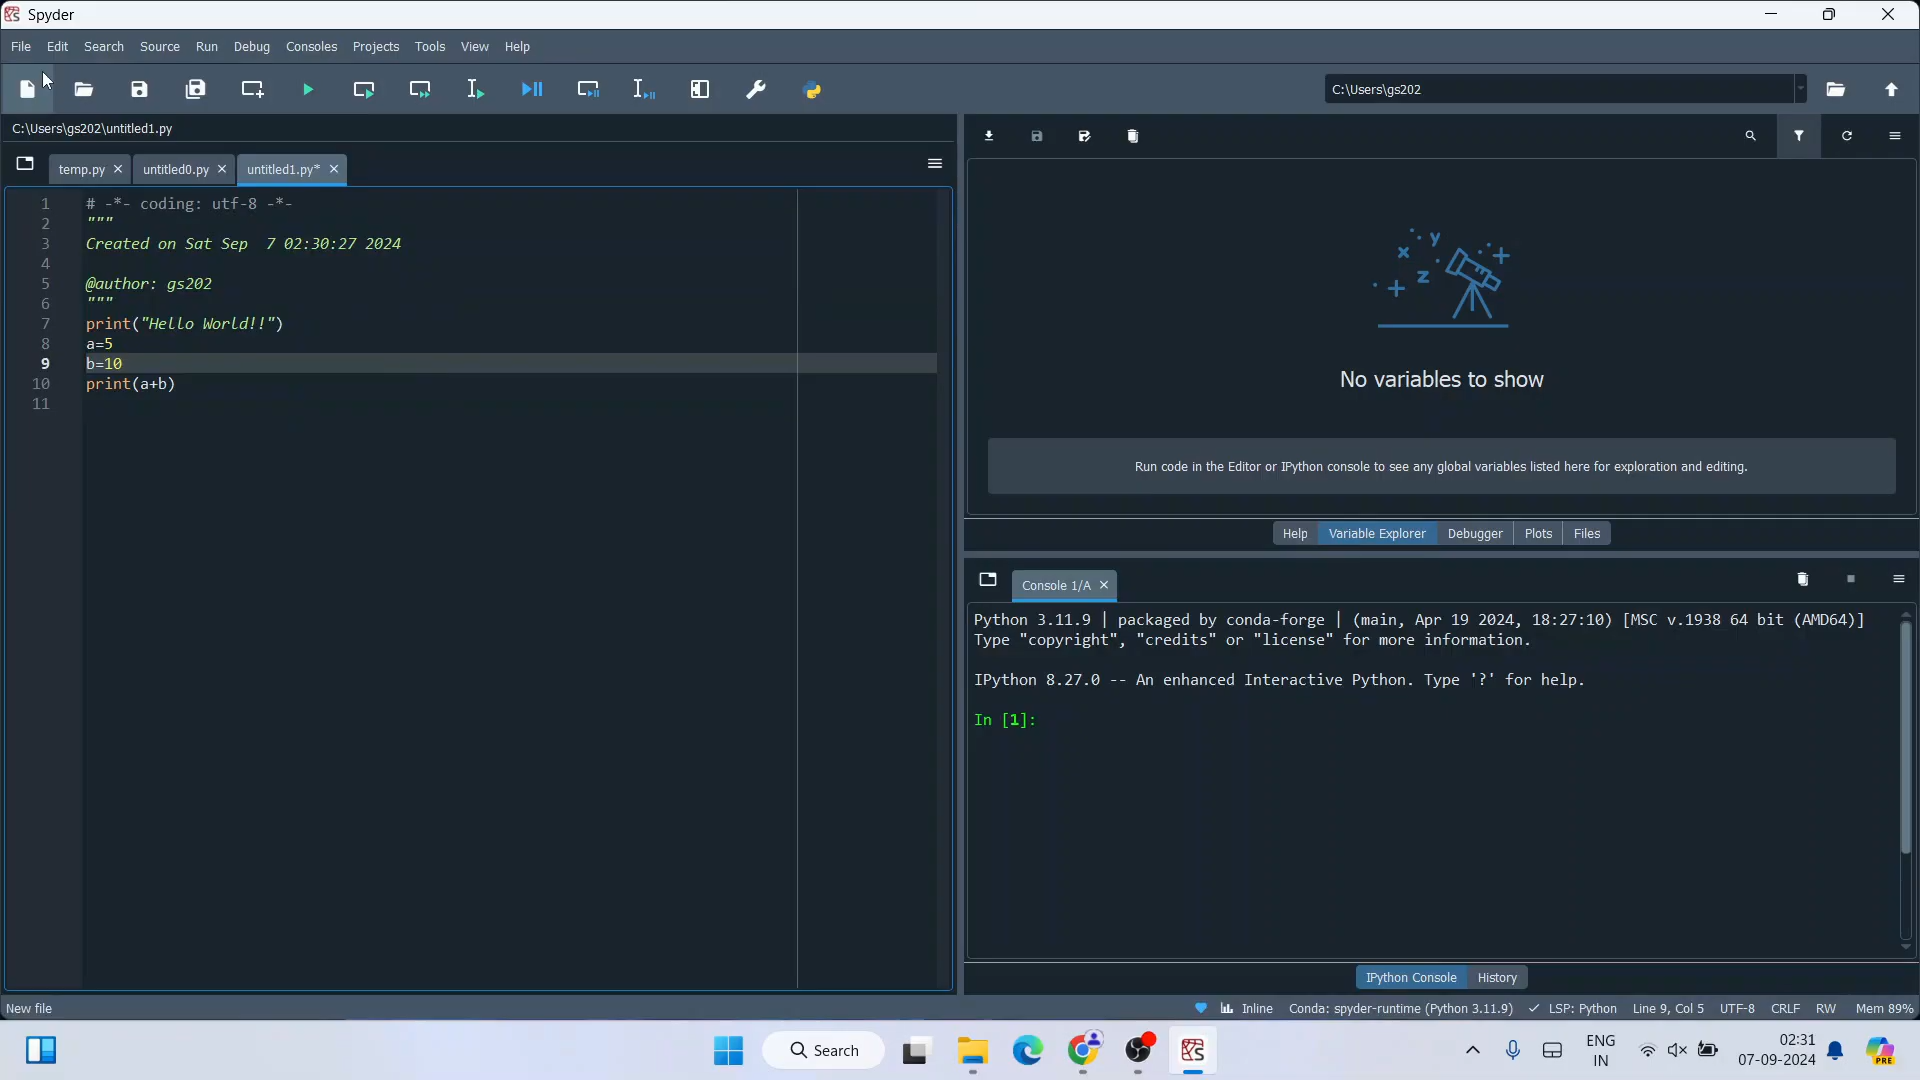 Spyder
File Edit Search Source Run Debug Consoles Projects Tools View Help
C:\Users\gs202
C:\Users\gs202\untitled1.py
temp.py untitled0.py untitled1.py*
1 # -*- coding: utf-8 -*-
2 """
3 Created on Sat Sep  7 02:30:27 2024
4
5 @author: gs202
6 """
7 print("Hello World!!")
8 a=5
9 b=10
10 print(a+b)
11
x y z
No variables to show
Run code in the Editor or IPython console to see any global variables listed here for exploration and editing.
Help Variable Explorer Debugger Plots Files
Console 1/A
Python 3.11.9 | packaged by conda-forge | (main, Apr 19 2024, 18:27:10) [MSC v.1938 64 bit (AMD64)]
Type "copyright", "credits" or "license" for more information.
IPython 8.27.0 -- An enhanced Interactive Python. Type '?' for help.
In [1]:
IPython Console History
New file Inline Conda: spyder-runtime (Python 3.11.9) LSP: Python Line 9, Col 5 UTF-8 CRLF RW Mem 89%
Search
ENG
IN
02:31
07-09-2024
PRE